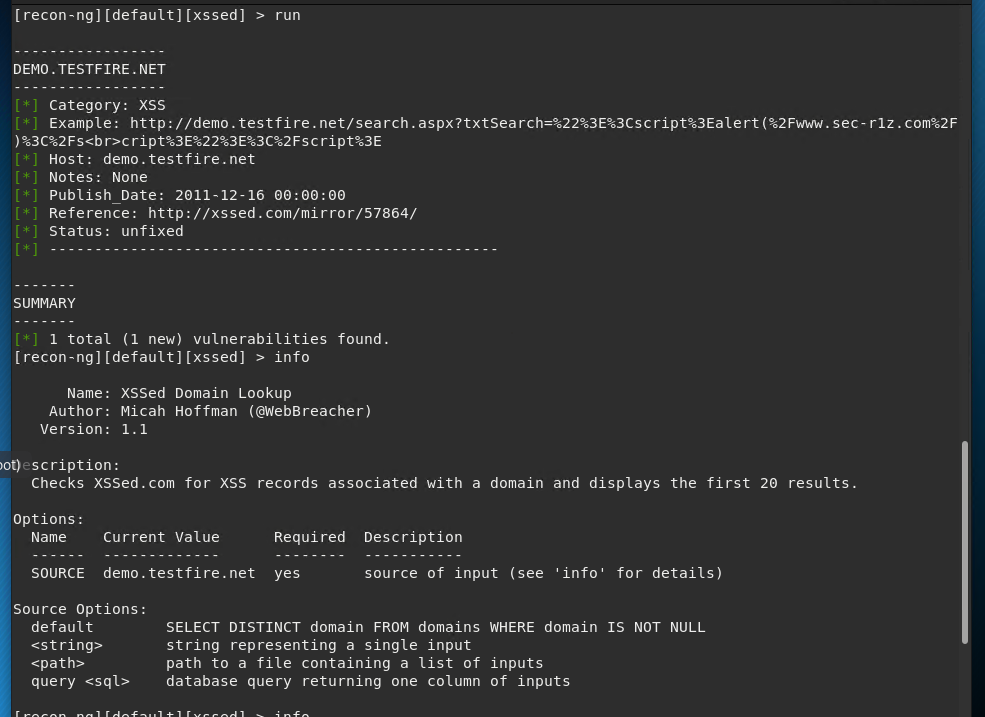 [recon-ng][default][xssed] > run
-----------------
DEMO.TESTFIRE.NET
-----------------
[*] Category: XSS
[*] Example: http://demo.testfire.net/search.aspx?txtSearch=%22%3E%3Cscript%3Ealert(%2Fwww.sec-r1z.com%2F
)%3C%2Fs<br>cript%3E%22%3E%3C%2Fscript%3E
[*] Host: demo.testfire.net
[*] Notes: None
[*] Publish_Date: 2011-12-16 00:00:00
[*] Reference: http://xssed.com/mirror/57864/
[*] Status: unfixed
[*] --------------------------------------------------
-------
SUMMARY
-------
[*] 1 total (1 new) vulnerabilities found.
[recon-ng][default][xssed] > info
Name: XSSed Domain Lookup
Author: Micah Hoffman (@WebBreacher)
Version: 1.1
oot)escription:
Checks XSSed.com for XSS records associated with a domain and displays the first 20 results.
Options:
Name    Current Value      Required  Description
------  -------------      --------  -----------
SOURCE  demo.testfire.net  yes       source of input (see 'info' for details)
Source Options:
default        SELECT DISTINCT domain FROM domains WHERE domain IS NOT NULL
<string>       string representing a single input
<path>         path to a file containing a list of inputs
query <sql>    database query returning one column of inputs
[recon-ng][default][xssed] > info